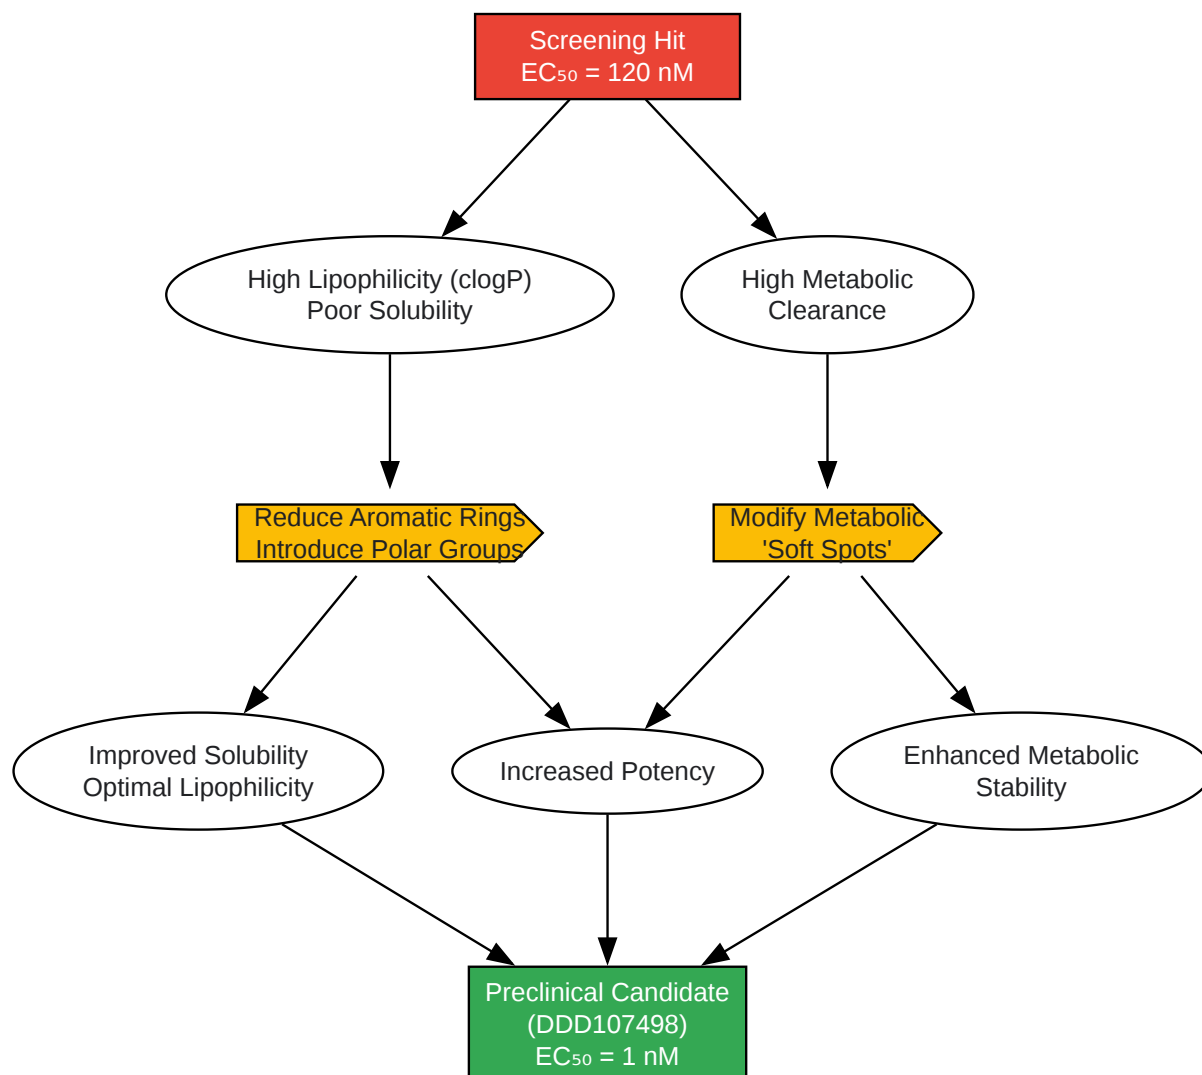 Screening Hit
EC₅₀ = 120 nM
High Lipophilicity (clogP)
Poor Solubility
High Metabolic
Clearance
Reduce Aromatic Rings
Introduce Polar Groups
Modify Metabolic
'Soft Spots'
Improved Solubility
Optimal Lipophilicity
Increased Potency
Enhanced Metabolic
Stability
Preclinical Candidate
(DDD107498)
EC₅₀ = 1 nM